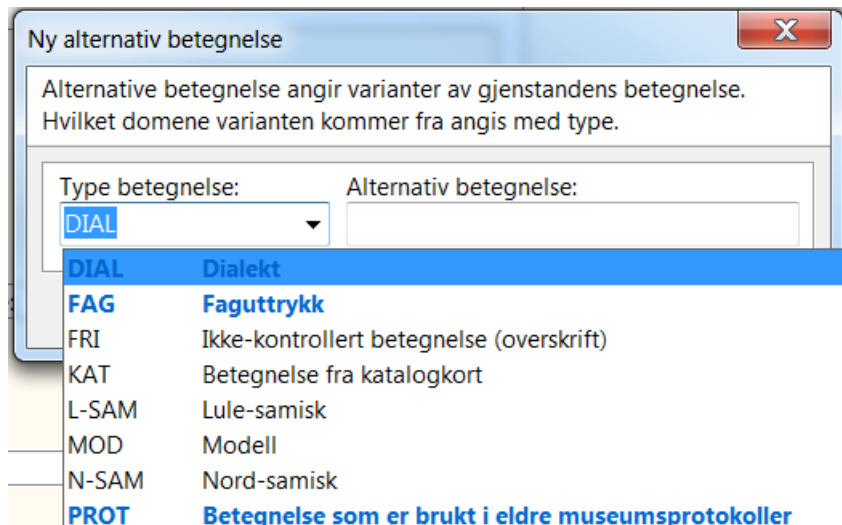 Ny alternativ betegnelse
Alternative betegnelse angir varianter av gjenstandens betegnelse.
Hvilket domene varianten kommer fra angis med type.
Type betegnelse: Alternativ betegnelse:
DIAL
DIAL Dialekt
FAG Faguttrykk
FRI Ikke-kontrollert betegnelse (overskrift)
KAT Betegnelse fra katalogkort
L-SAM Lule-samisk
MOD Modell
N-SAM Nord-samisk
PROT Betegnelse som er brukt i eldre museumsprotokoller